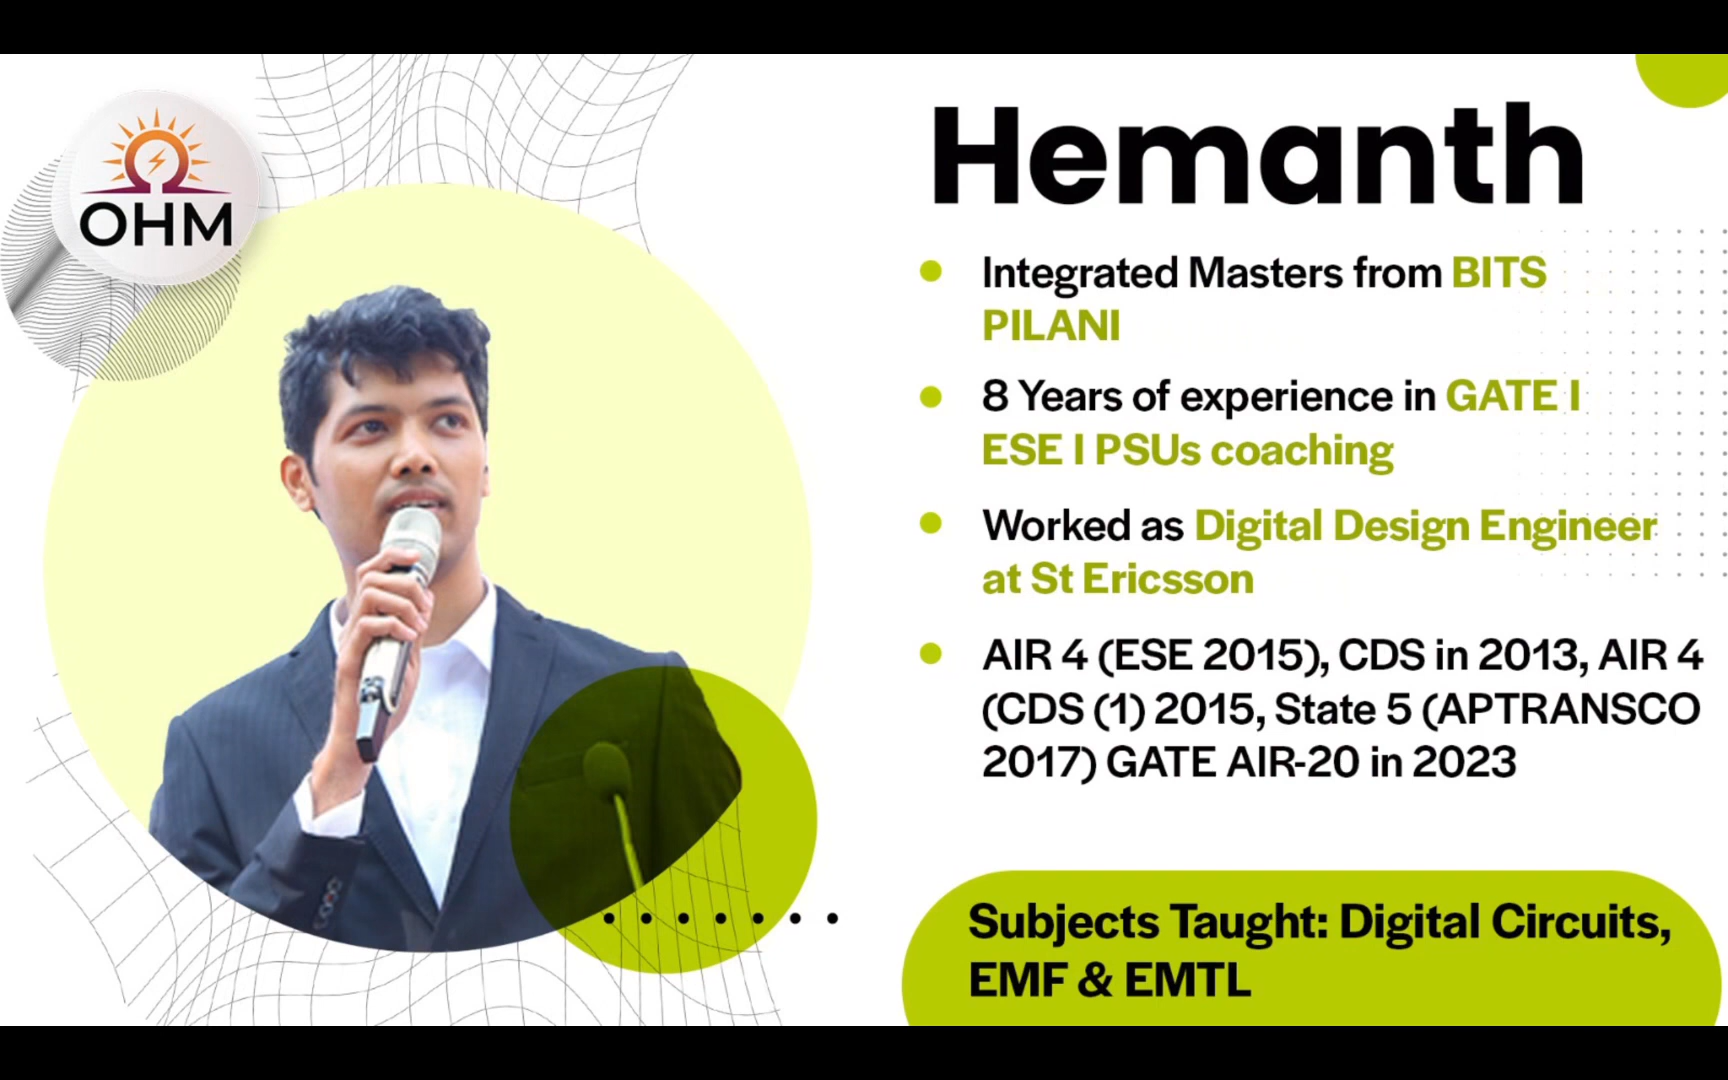 OHM
Hemanth
Integrated Masters from BITS
PILANI
8 Years of experience in GATE I
ESE I PSUs coaching
Worked as Digital Design Engineer
at St Ericsson
AIR 4 (ESE 2015), CDS in 2013, AIR 4
(CDS (1) 2015, State 5 (APTRANSCO
2017) GATE AIR-20 in 2023
Subjects Taught: Digital Circuits,
EMF & EMTL